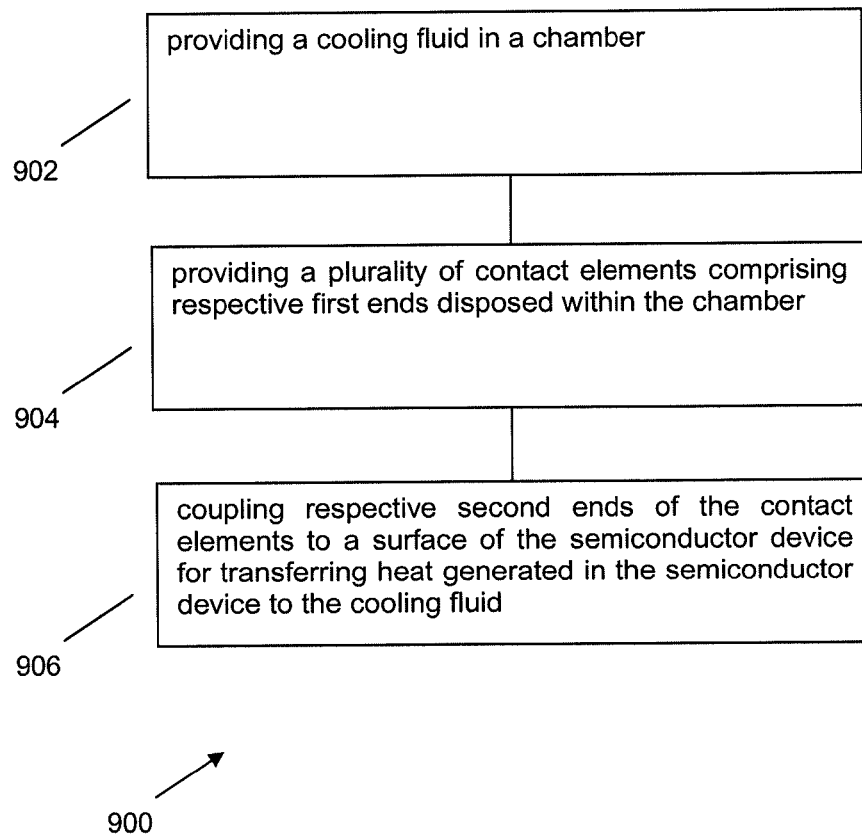 providing a cooling fluid in a chamber
902
providing a plurality of contact elements comprising
respective first ends disposed within the chamber
904
coupling respective second ends of the contact
elements to a surface of the semiconductor device
for transferring heat generated in the semiconductor
device to the cooling fluid
906
900